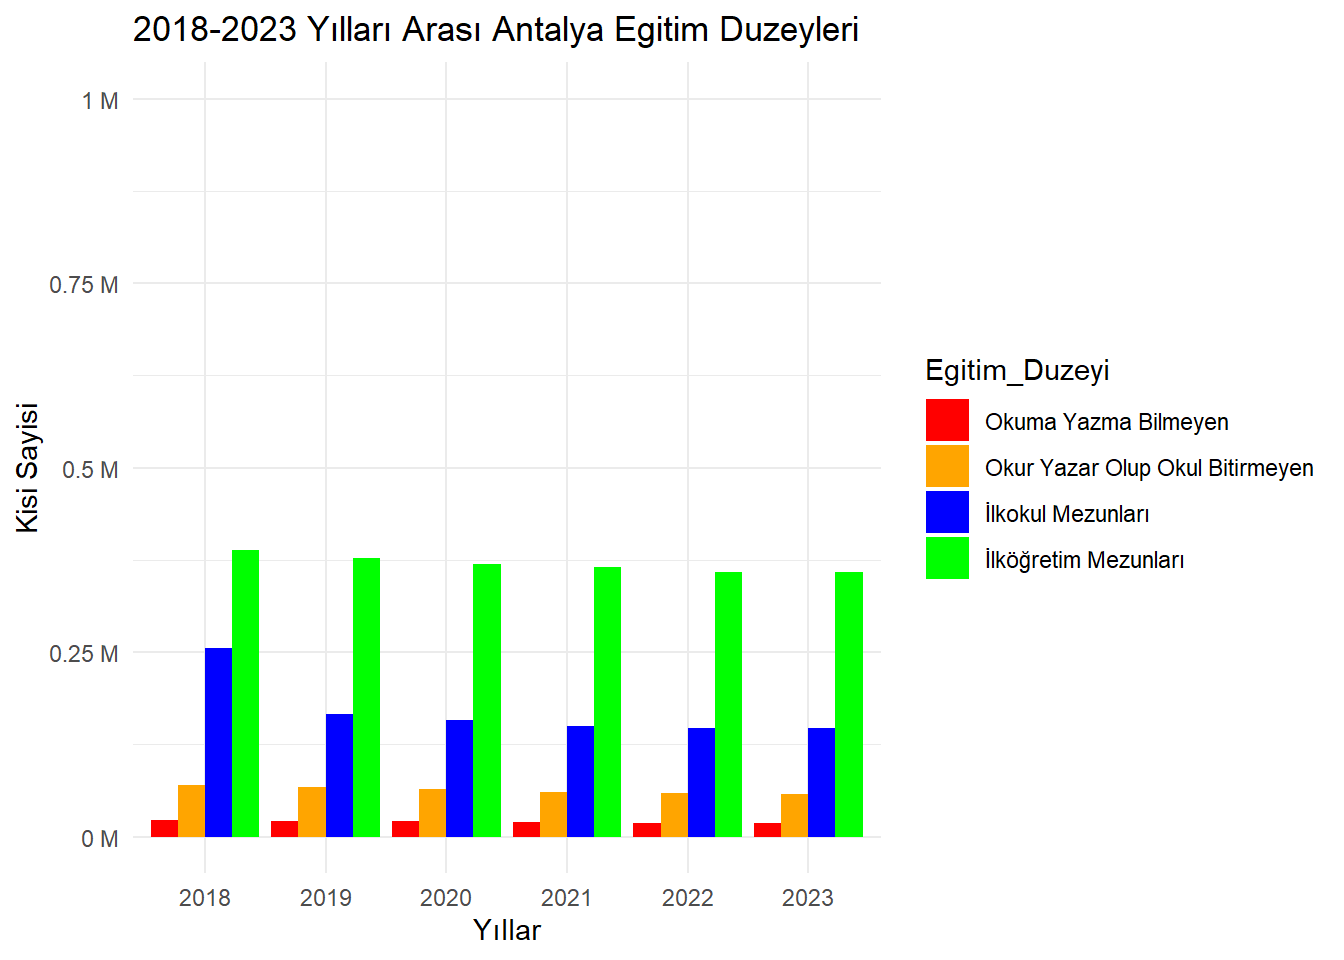 2018-2023 Yılları Arası Antalya Egitim Duzeyleri
1 M
0.75 M
0.5 M
0.25 M
0 M
Kisi Sayisi
2018 2019 2020 2021 2022 2023
Yıllar
Egitim_Duzeyi
Okuma Yazma Bilmeyen
Okur Yazar Olup Okul Bitirmeyen
İlkokul Mezunları
İlköğretim Mezunları